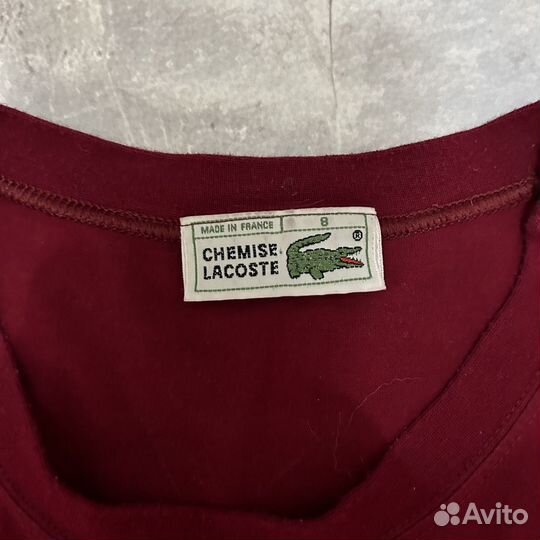 MADE IN FRANCE 8
CHEMISE
LACOSTE ®
Avito